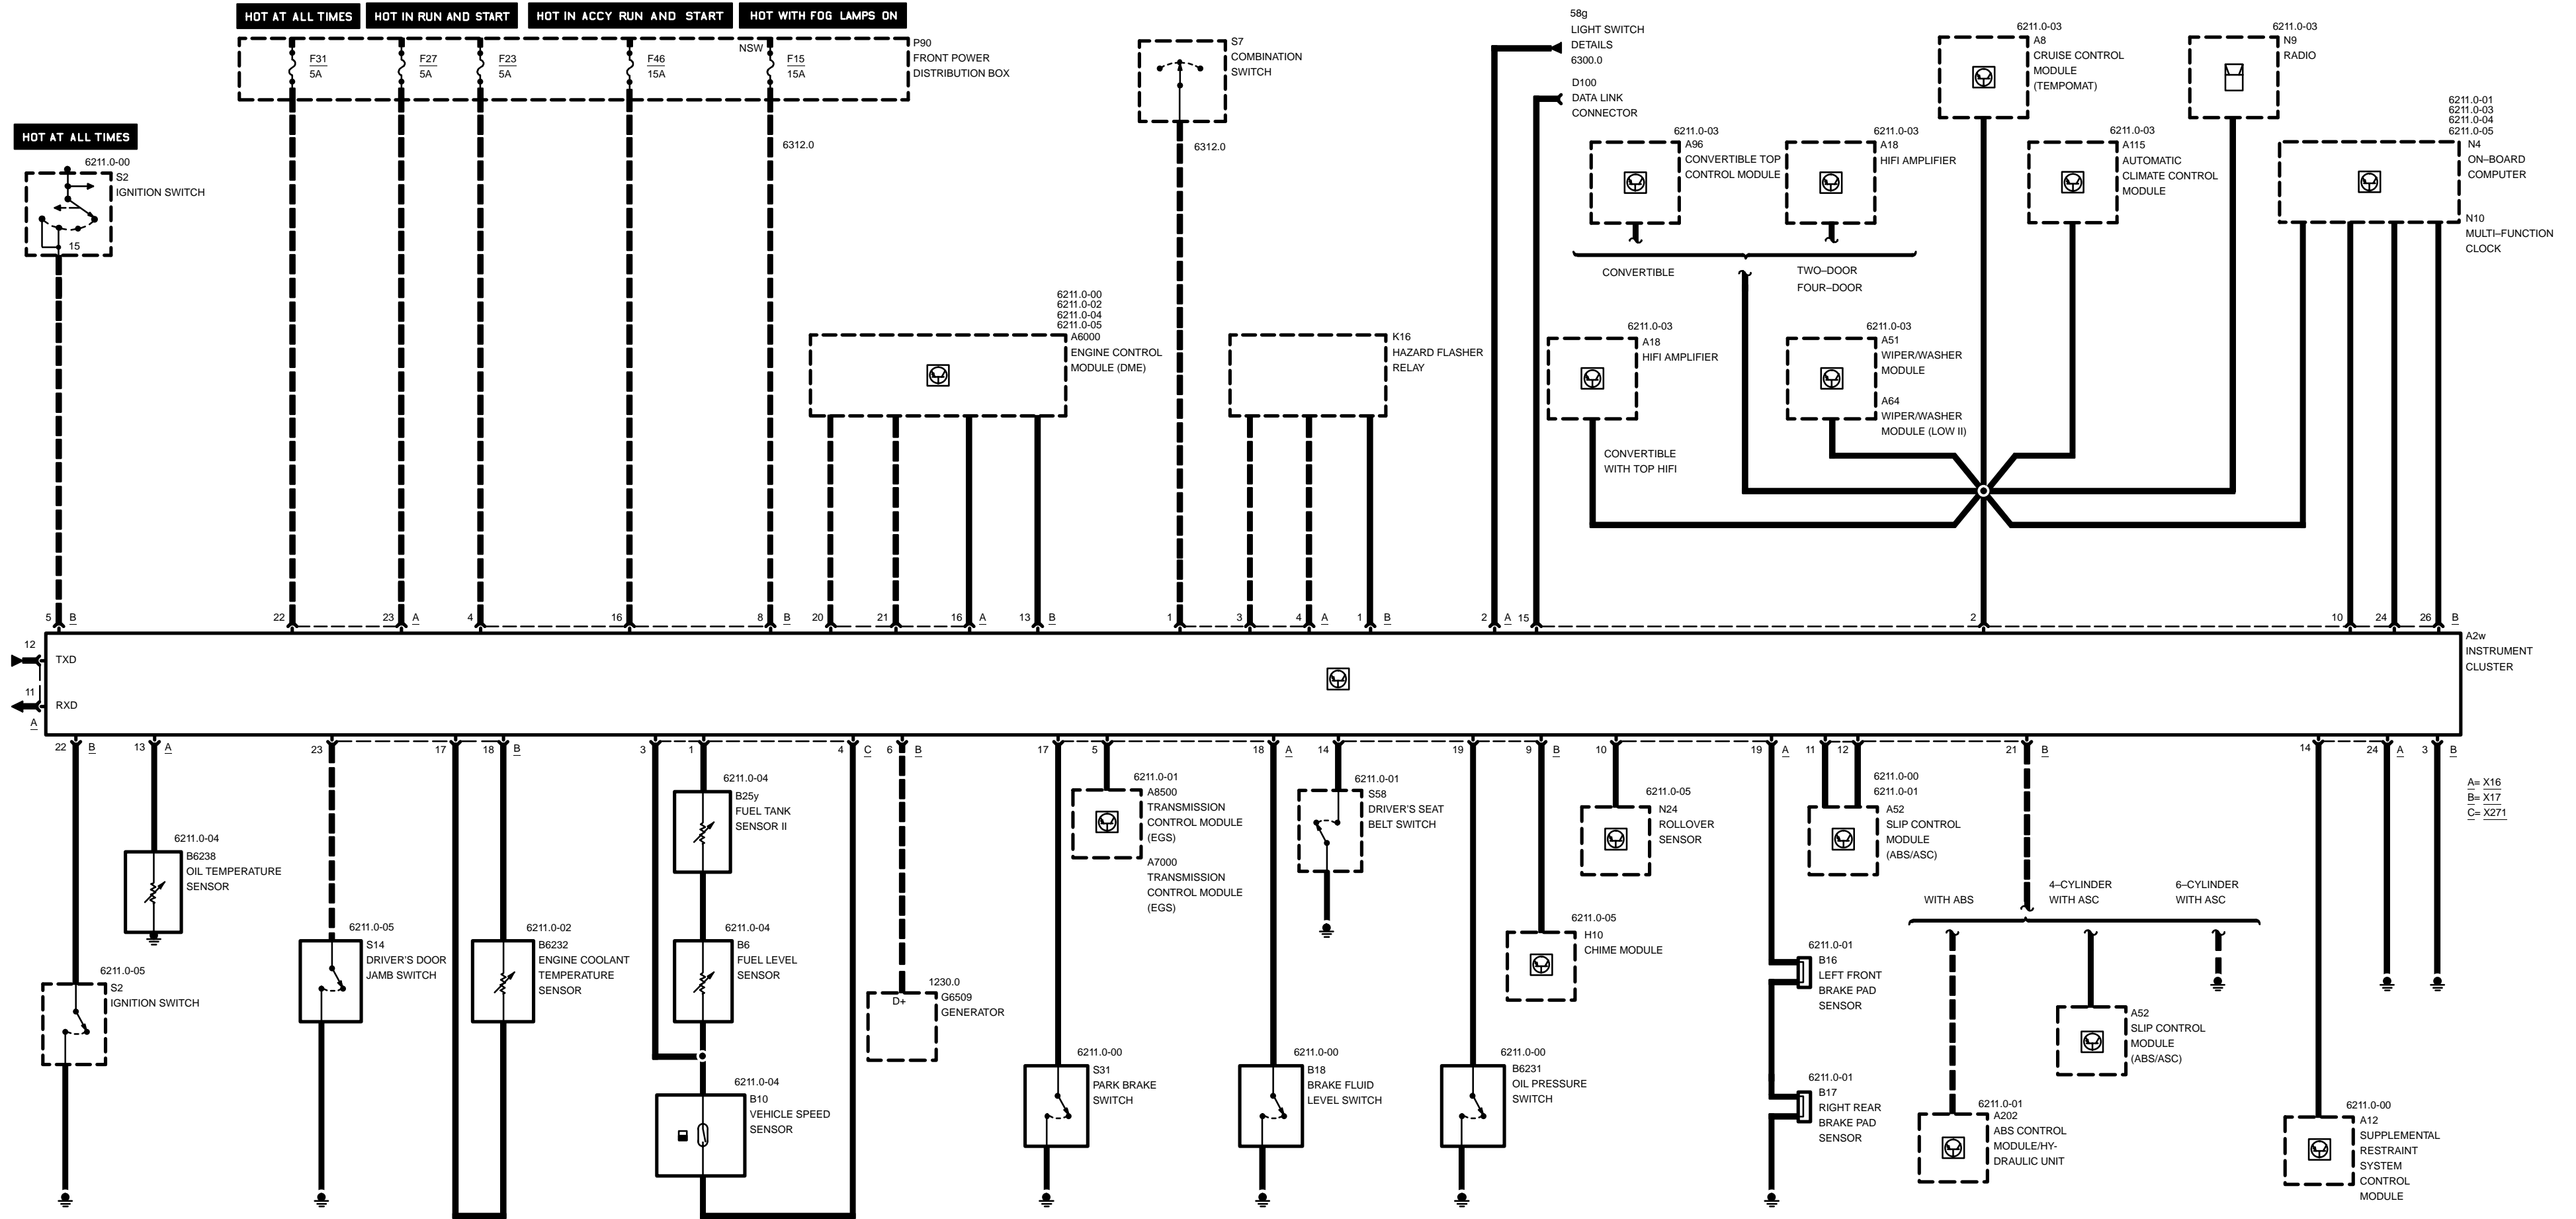 HOT AT ALL TIMES
HOT IN RUN AND START
HOT IN ACCY RUN AND START
HOT WITH FOG LAMPS ON
F31
5A
F27
5A
F23
5A
F46
15A
NSW
F15
15A
P90
FRONT POWER
DISTRIBUTION BOX
6312.0
S7
COMBINATION
SWITCH
6312.0
58g
LIGHT SWITCH
DETAILS
6300.0
D100
DATA LINK
CONNECTOR
6211.0-03
A8
CRUISE CONTROL
MODULE
(TEMPOMAT)
6211.0-03
N9
RADIO
HOT AT ALL TIMES
6211.0-00
S2
IGNITION SWITCH
15
6211.0-03
A96
CONVERTIBLE TOP
CONTROL MODULE
6211.0-03
A18
HIFI AMPLIFIER
6211.0-03
A115
AUTOMATIC
CLIMATE CONTROL
MODULE
6211.0-01
6211.0-03
6211.0-04
6211.0-05
N4
ON–BOARD
COMPUTER
N10
MULTI–FUNCTION
CLOCK
CONVERTIBLE
TWO–DOOR
FOUR–DOOR
6211.0-00
6211.0-02
6211.0-04
6211.0-05
A6000
ENGINE CONTROL
MODULE (DME)
K16
HAZARD FLASHER
RELAY
6211.0-03
A18
HIFI AMPLIFIER
6211.0-03
A51
WIPER/WASHER
MODULE
A64
WIPER/WASHER
MODULE (LOW II)
CONVERTIBLE
WITH TOP HIFI
5 B 22 23 A 4 16 8 B 20 21 16 A 13 B 1 3 4 A 1 B 2 A 15 2 10 24 26 B
A2w
INSTRUMENT
CLUSTER
12
TXD
11
RXD
A
22 B 13 A 23 17 18 B 3 1 4 C 6 B 17 5 18 A 14 19 9 B 10 19 A 11 12 21 B 14 24 A 3 B
A= X16
B= X17
C= X271
6211.0-04
B6238
OIL TEMPERATURE
SENSOR
6211.0-05
S2
IGNITION SWITCH
6211.0-05
S14
DRIVER'S DOOR
JAMB SWITCH
6211.0-02
B6232
ENGINE COOLANT
TEMPERATURE
SENSOR
6211.0-04
B25y
FUEL TANK
SENSOR II
6211.0-04
B6
FUEL LEVEL
SENSOR
6211.0-04
B10
VEHICLE SPEED
SENSOR
1230.0
D+
G6509
GENERATOR
6211.0-01
A8500
TRANSMISSION
CONTROL MODULE
(EGS)
A7000
TRANSMISSION
CONTROL MODULE
(EGS)
6211.0-00
S31
PARK BRAKE
SWITCH
6211.0-01
S58
DRIVER'S SEAT
BELT SWITCH
6211.0-00
B18
BRAKE FLUID
LEVEL SWITCH
6211.0-00
B6231
OIL PRESSURE
SWITCH
6211.0-05
H10
CHIME MODULE
6211.0-05
N24
ROLLOVER
SENSOR
6211.0-01
B16
LEFT FRONT
BRAKE PAD
SENSOR
6211.0-01
B17
RIGHT REAR
BRAKE PAD
SENSOR
6211.0-00
6211.0-01
A52
SLIP CONTROL
MODULE
(ABS/ASC)
WITH ABS
4–CYLINDER
WITH ASC
6–CYLINDER
WITH ASC
A52
SLIP CONTROL
MODULE
(ABS/ASC)
6211.0-01
A202
ABS CONTROL
MODULE/HY-
DRAULIC UNIT
6211.0-00
A12
SUPPLEMENTAL
RESTRAINT
SYSTEM
CONTROL
MODULE